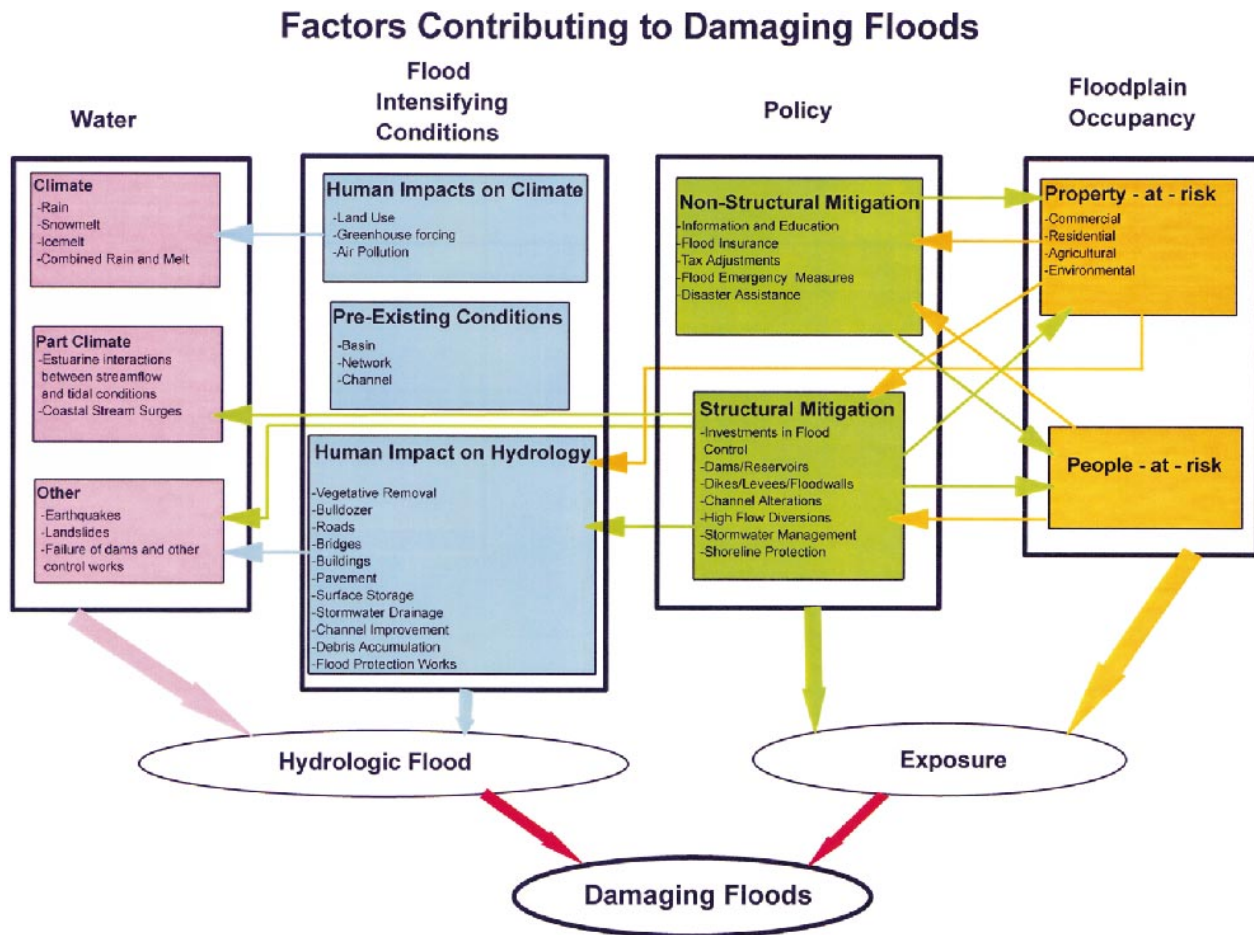 Factors Contributing to Damaging Floods
Water
Flood
Intensifying
Conditions
Policy
Floodplain
Occupancy
Climate
-Rain
-Snowmelt
-Icemelt
-Combined Rain and Melt
Part Climate
-Estuarine interactions
between streamflow
and tidal conditions
-Coastal Stream Surges
Other
-Earthquakes
-Landslides
-Failure of dams and other
control works
Human Impacts on Climate
-Land Use
-Greenhouse forcing
-Air Pollution
Pre-Existing Conditions
-Basin
-Network
-Channel
Human Impact on Hydrology
-Vegetative Removal
-Bulldozer
-Roads
-Bridges
-Buildings
-Pavement
-Surface Storage
-Stormwater Drainage
-Channel Improvement
-Debris Accumulation
-Flood Protection Works
Non-Structural Mitigation
-Information and Education
-Flood Insurance
-Tax Adjustments
-Flood Emergency Measures
-Disaster Assistance
Structural Mitigation
-Investments in Flood
Control
-Dams/Reservoirs
-Dikes/Levees/Floodwalls
-Channel Alterations
-High Flow Diversions
-Stormwater Management
-Shoreline Protection
Property - at - risk
-Commercial
-Residential
-Agricultural
-Environmental
People - at - risk
Hydrologic Flood
Exposure
Damaging Floods